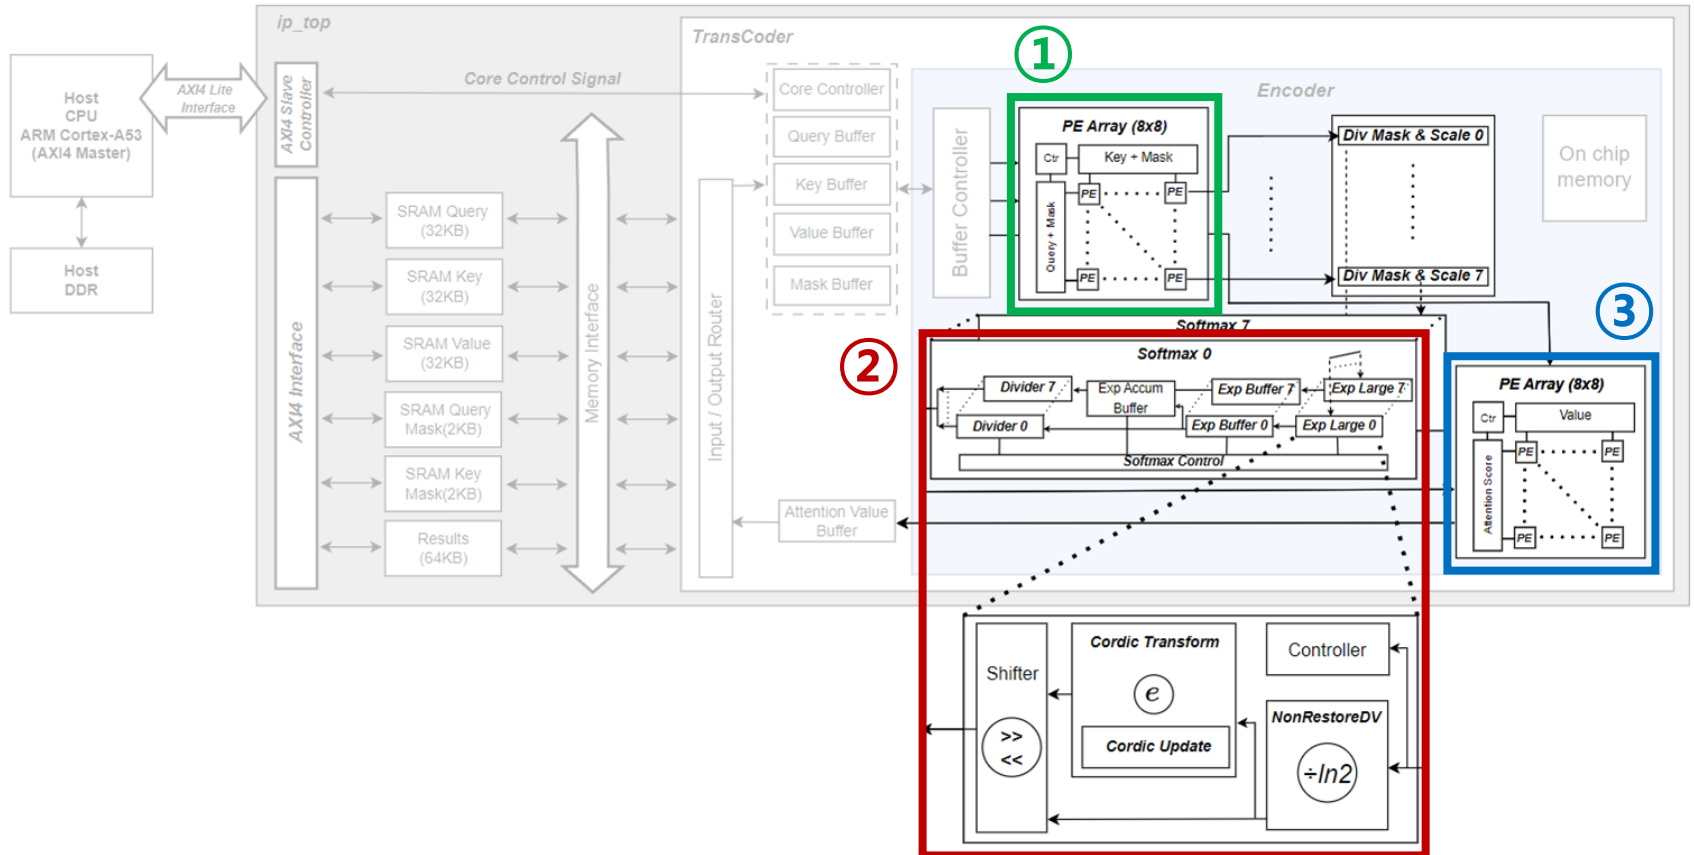 ip_top
TransCoder
①
Host
CPU
ARM Cortex-A53
(AXI4 Master)
AXI4 Lite
Interface
AXI4 Slave
Controller
Core Control Signal
Host
DDR
AXI4 Interface
SRAM Query
(32KB)
SRAM Key
(32KB)
SRAM Value
(32KB)
SRAM Query
Mask(2KB)
SRAM Key
Mask(2KB)
Results
(64KB)
Memory Interface
Input / Output Router
Core Controller
Query Buffer
Key Buffer
Value Buffer
Mask Buffer
Attention Value
Buffer
Encoder
Buffer Controller
PE Array (8x8)
Ctr
Key + Mask
Query + Mask
PE
PE
PE
PE
Div Mask & Scale 0
Div Mask & Scale 7
On chip
memory
②
Softmax 7
Softmax 0
Divider 7
Exp Accum
Buffer
Exp Buffer 7
Exp Large 7
Divider 0
Exp Buffer 0
Exp Large 0
Softmax Control
③
PE Array (8x8)
Ctr
Value
Attention Score
PE
PE
PE
PE
Shifter
>>
<<
Cordic Transform
e
Cordic Update
Controller
NonRestoreDV
÷ln2